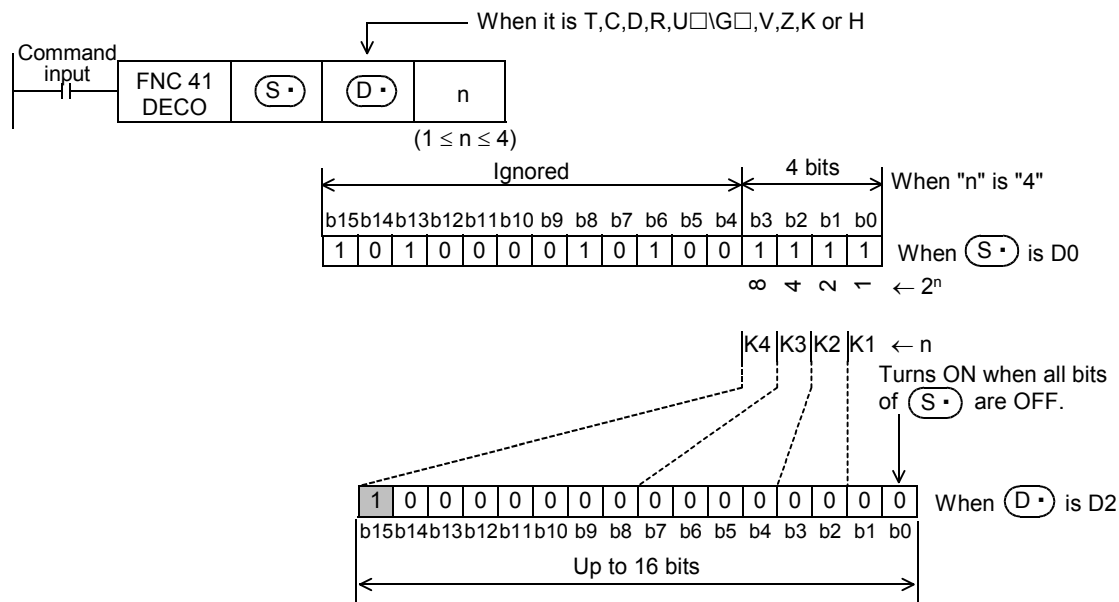 When it is T,C,D,R,U□\G□,V,Z,K or H
Command
input
FNC 41
DECO
S・
D・
n
(1 ≤ n ≤ 4)
Ignored
4 bits
When "n" is "4"
b15 b14 b13 b12 b11 b10 b9 b8 b7 b6 b5 b4 b3 b2 b1 b0
1 0 1 0 0 0 0 1 0 1 0 0 1 1 1 1
When S・ is D0
8 4 2 1 ← 2ⁿ
K4 K3 K2 K1 ← n
Turns ON when all bits
of S・ are OFF.
1 0 0 0 0 0 0 0 0 0 0 0 0 0 0 0
When D・ is D2
b15 b14 b13 b12 b11 b10 b9 b8 b7 b6 b5 b4 b3 b2 b1 b0
Up to 16 bits